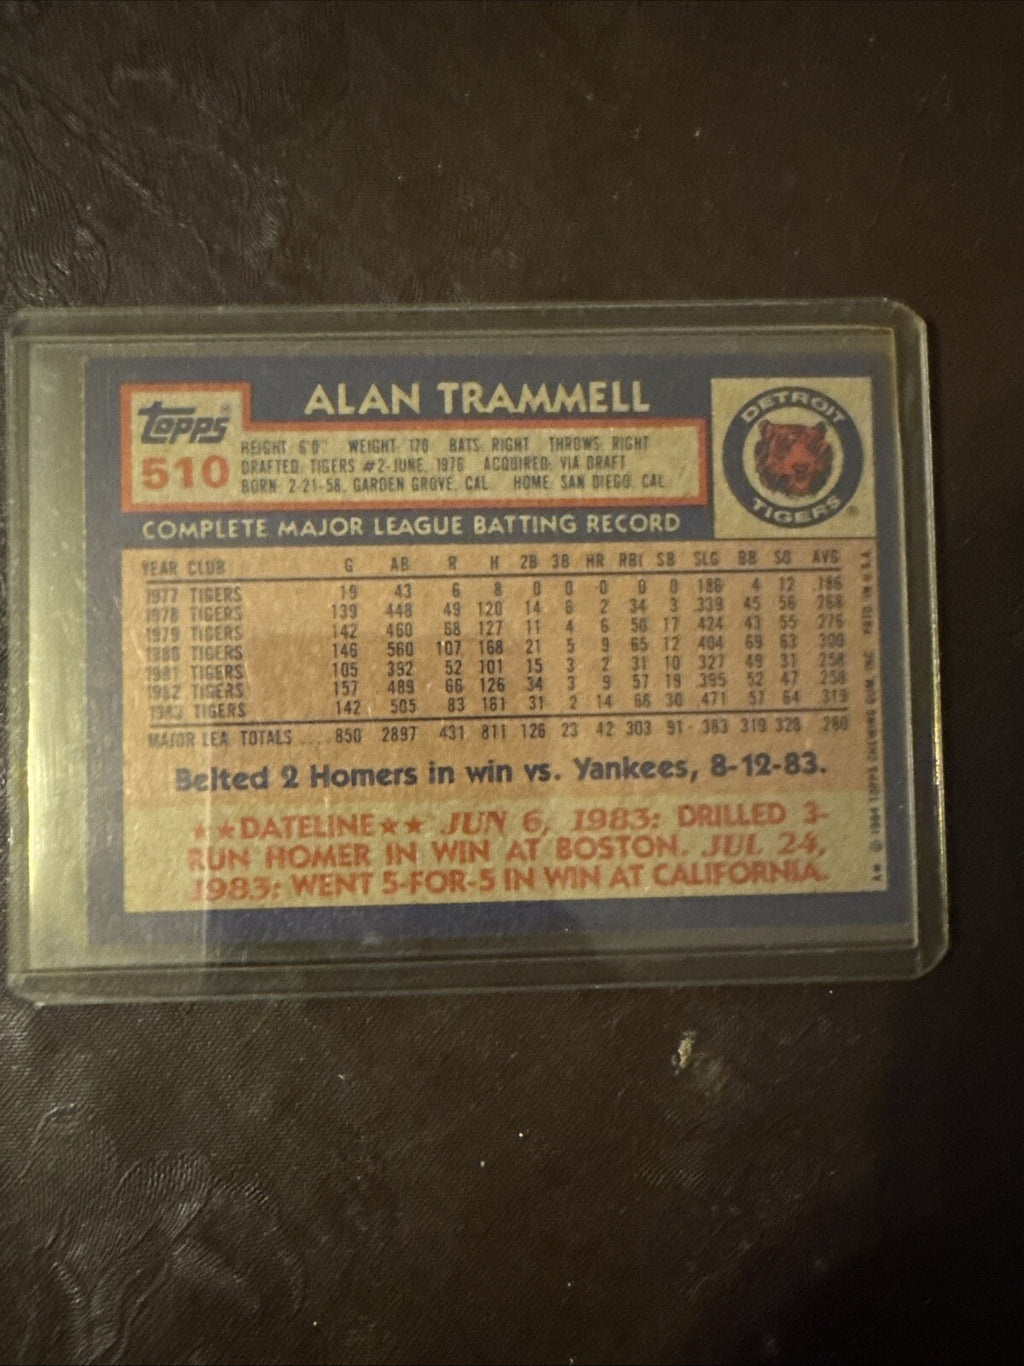 ALAN TRAMMELL
topps®
510
HEIGHT: 6'0" WEIGHT: 170 BATS: RIGHT THROWS: RIGHT
DRAFTED: TIGERS #2-JUNE, 1976 ACQUIRED: VIA DRAFT
BORN: 2-21-58, GARDEN GROVE, CAL HOME: SAN DIEGO, CAL
DETROIT
TIGERS®
COMPLETE MAJOR LEAGUE BATTING RECORD
YEAR CLUB G AB R H 2B 3B HR RBI SB SLG BB SO AVG
1977 TIGERS 19 43 6 8 0 0 0 0 0 .186 4 12 .186
1978 TIGERS 139 448 49 120 14 6 2 34 3 .339 45 56 .268
1979 TIGERS 142 460 68 127 11 4 6 50 17 .424 43 55 .276
1980 TIGERS 146 560 107 168 21 5 9 65 12 .404 69 63 .300
1981 TIGERS 105 392 52 101 15 3 2 31 10 .327 49 31 .258
1982 TIGERS 157 489 66 126 34 3 9 57 19 .395 52 47 .258
1983 TIGERS 142 505 83 161 31 2 14 66 30 .471 57 64 .319
MAJOR LEA. TOTALS .... 850 2897 431 811 126 23 42 303 91 .383 319 328 .280
Belted 2 Homers in win vs. Yankees, 8-12-83.
★★DATELINE★★ JUN 6, 1983: DRILLED 3-
RUN HOMER IN WIN AT BOSTON. JUL 24,
1983: WENT 5-FOR-5 IN WIN AT CALIFORNIA.
A★ © 1984 TOPPS CHEWING GUM, INC. PRTD. IN U.S.A.